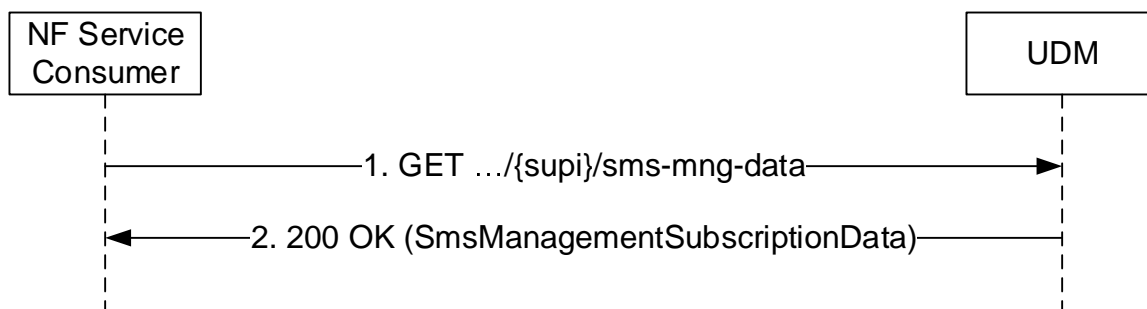 NF Service
Consumer
UDM
1. GET …/{supi}/sms-mng-data
2. 200 OK (SmsManagementSubscriptionData)